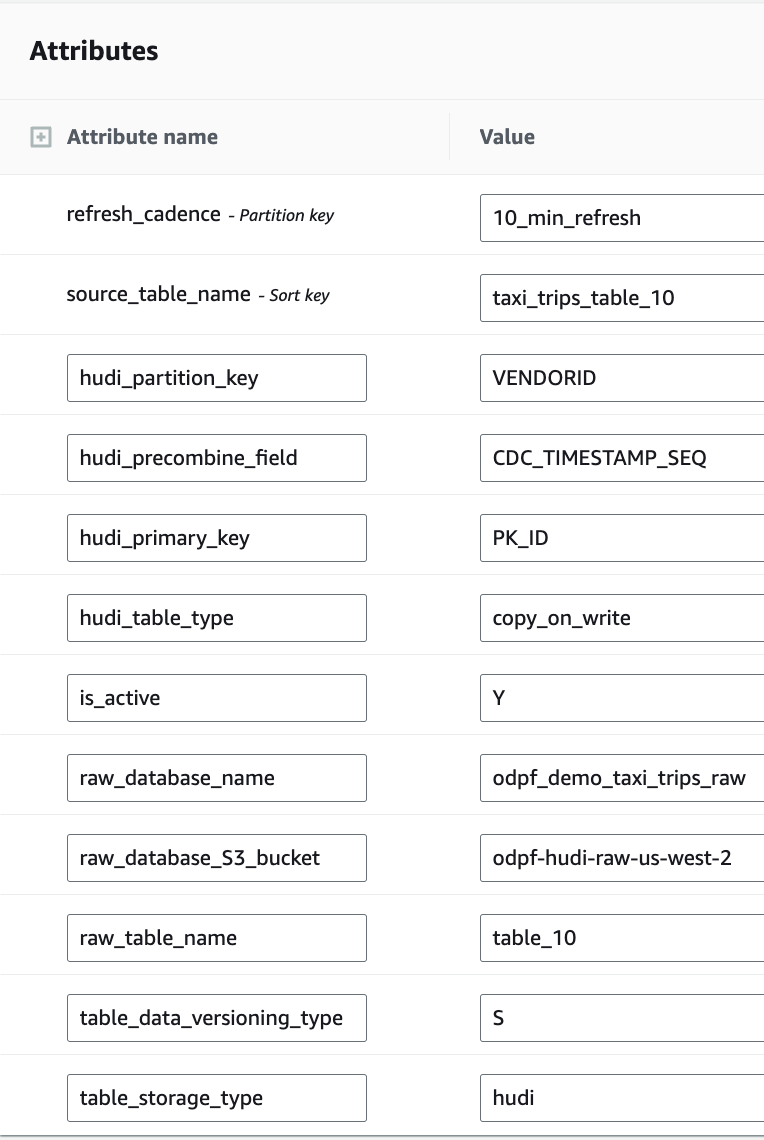 Attributes
Attribute name Value
refresh_cadence - Partition key 10_min_refresh
source_table_name - Sort key taxi_trips_table_10
hudi_partition_key VENDORID
hudi_precombine_field CDC_TIMESTAMP_SEQ
hudi_primary_key PK_ID
hudi_table_type copy_on_write
is_active Y
raw_database_name odpf_demo_taxi_trips_raw
raw_database_S3_bucket odpf-hudi-raw-us-west-2
raw_table_name table_10
table_data_versioning_type S
table_storage_type hudi